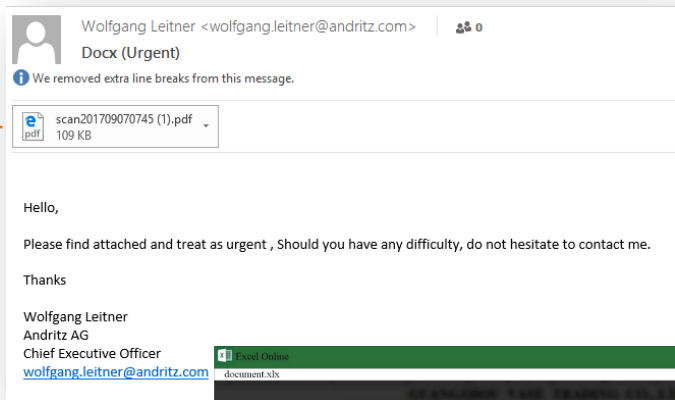 Wolfgang Leitner <wolfgang.leitner@andritz.com> 0
Docx (Urgent)
We removed extra line breaks from this message.
scan201709070745 (1).pdf
pdf
109 KB
Hello,
Please find attached and treat as urgent , Should you have any difficulty, do not hesitate to contact me.
Thanks
Wolfgang Leitner
Andritz AG
Chief Executive Officer
wolfgang.leitner@andritz.com
Excel Online
document.xlx